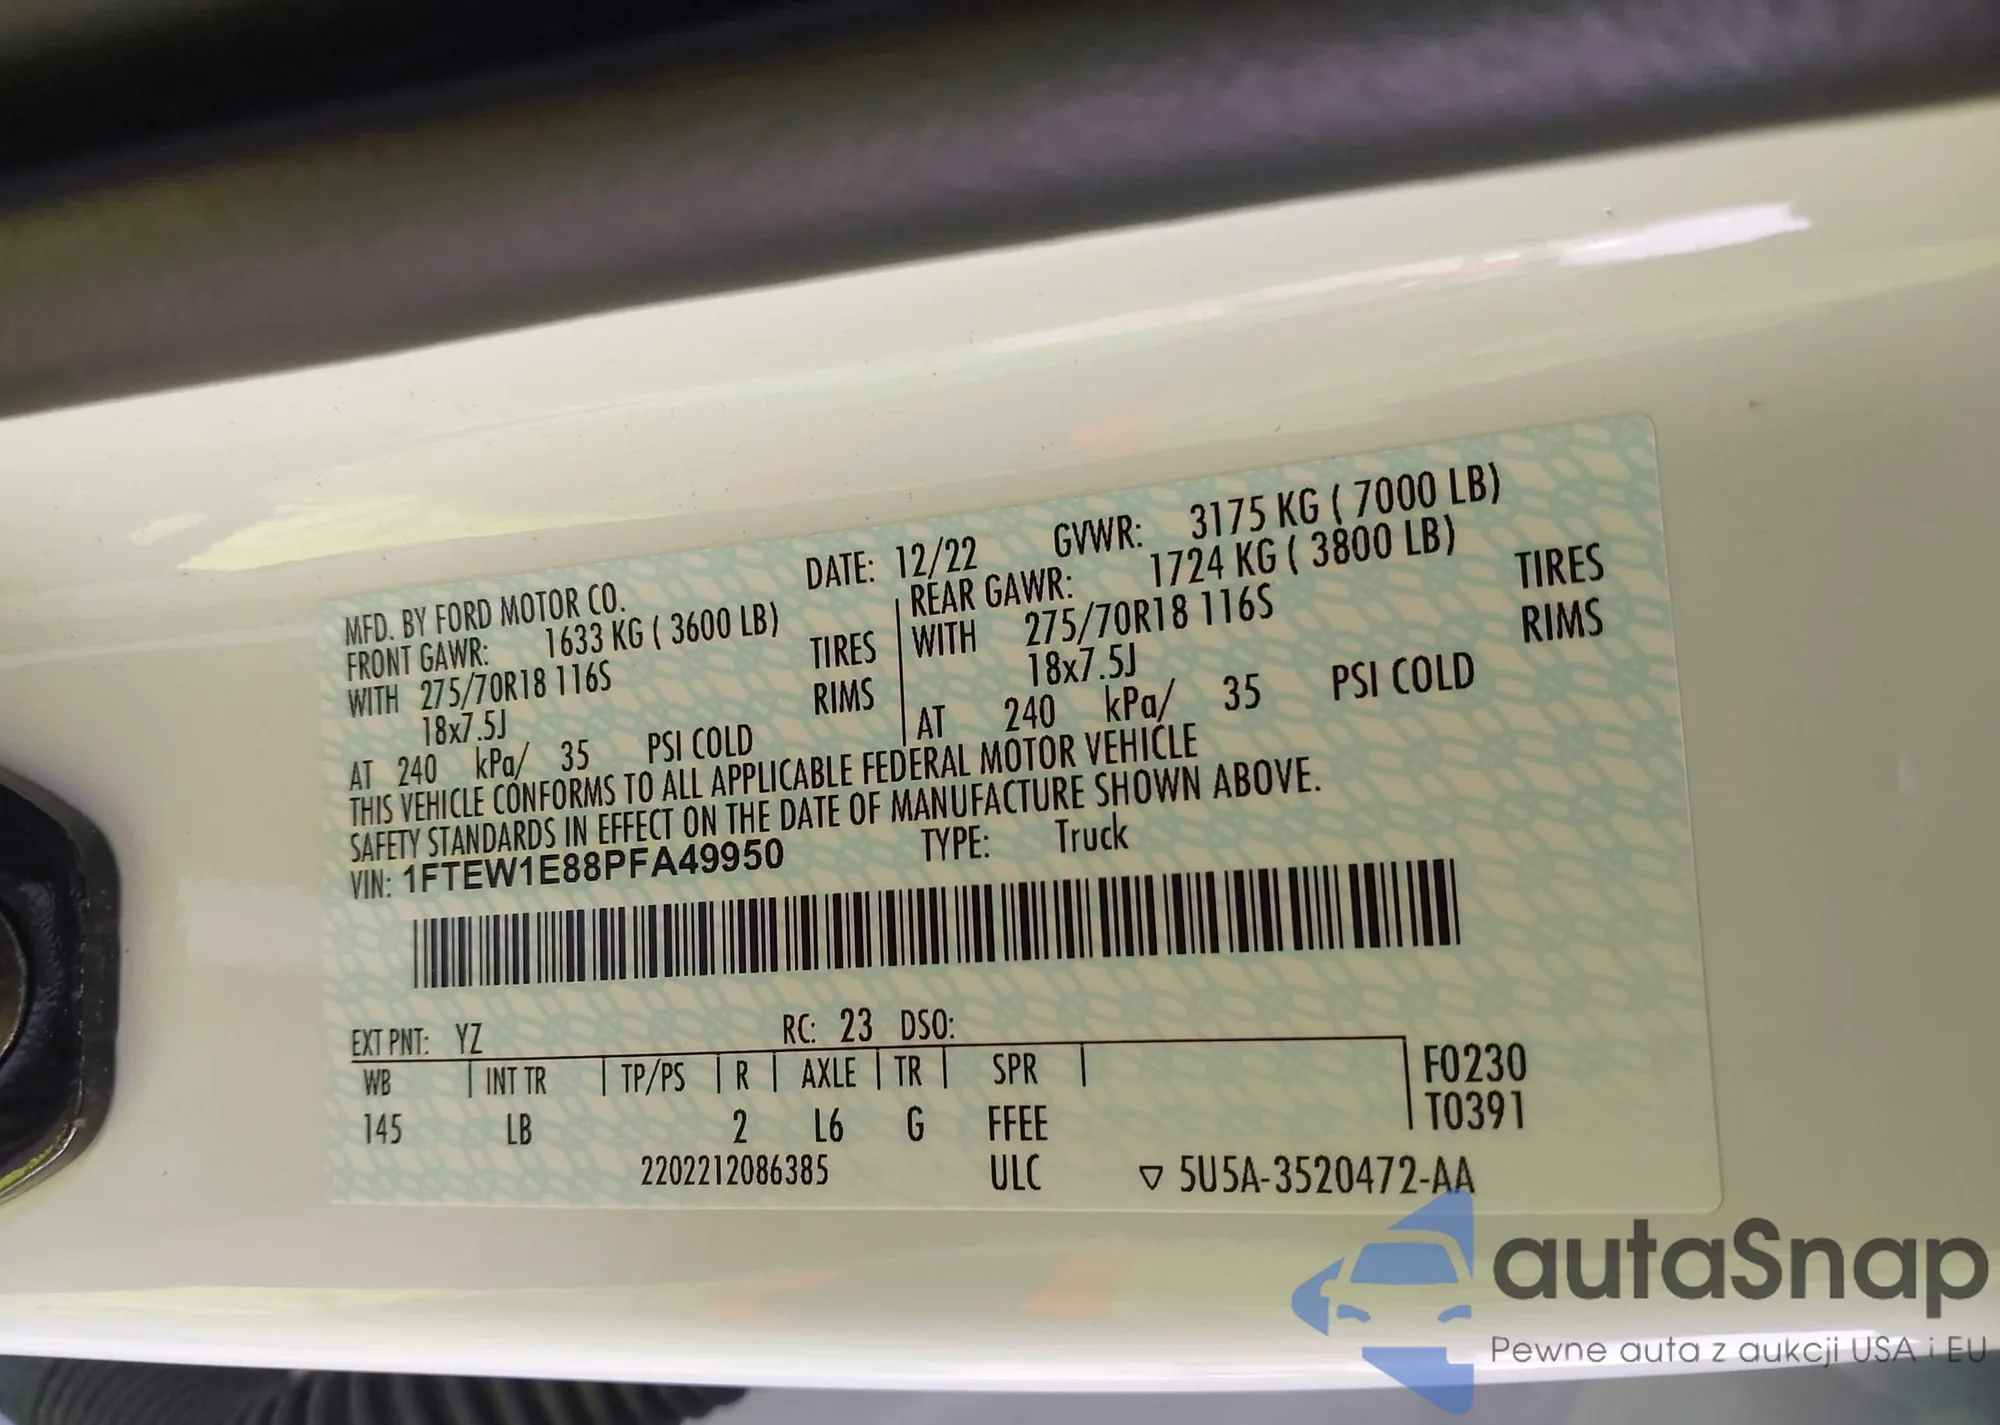 MFD. BY FORD MOTOR CO. DATE: 12/22 GVWR: 3175 KG ( 7000 LB)
FRONT GAWR: 1633 KG ( 3600 LB) REAR GAWR: 1724 KG ( 3800 LB)
WITH 275/70R18 116S TIRES WITH 275/70R18 116S TIRES
18x7.5J RIMS 18x7.5J RIMS
AT 240 kPa/ 35 PSI COLD AT 240 kPa/ 35 PSI COLD
THIS VEHICLE CONFORMS TO ALL APPLICABLE FEDERAL MOTOR VEHICLE
SAFETY STANDARDS IN EFFECT ON THE DATE OF MANUFACTURE SHOWN ABOVE.
VIN: 1FTEW1E88PFA49950 TYPE: Truck
EXT PNT: YZ RC: 23 DSO:
WB INT TR TP/PS R AXLE TR SPR F0230
145 LB 2 L6 G FFEE T0391
2202212086385 ULC ▽ 5U5A-3520472-AA
autaSnap
Pewne auta z aukcji USA i EU